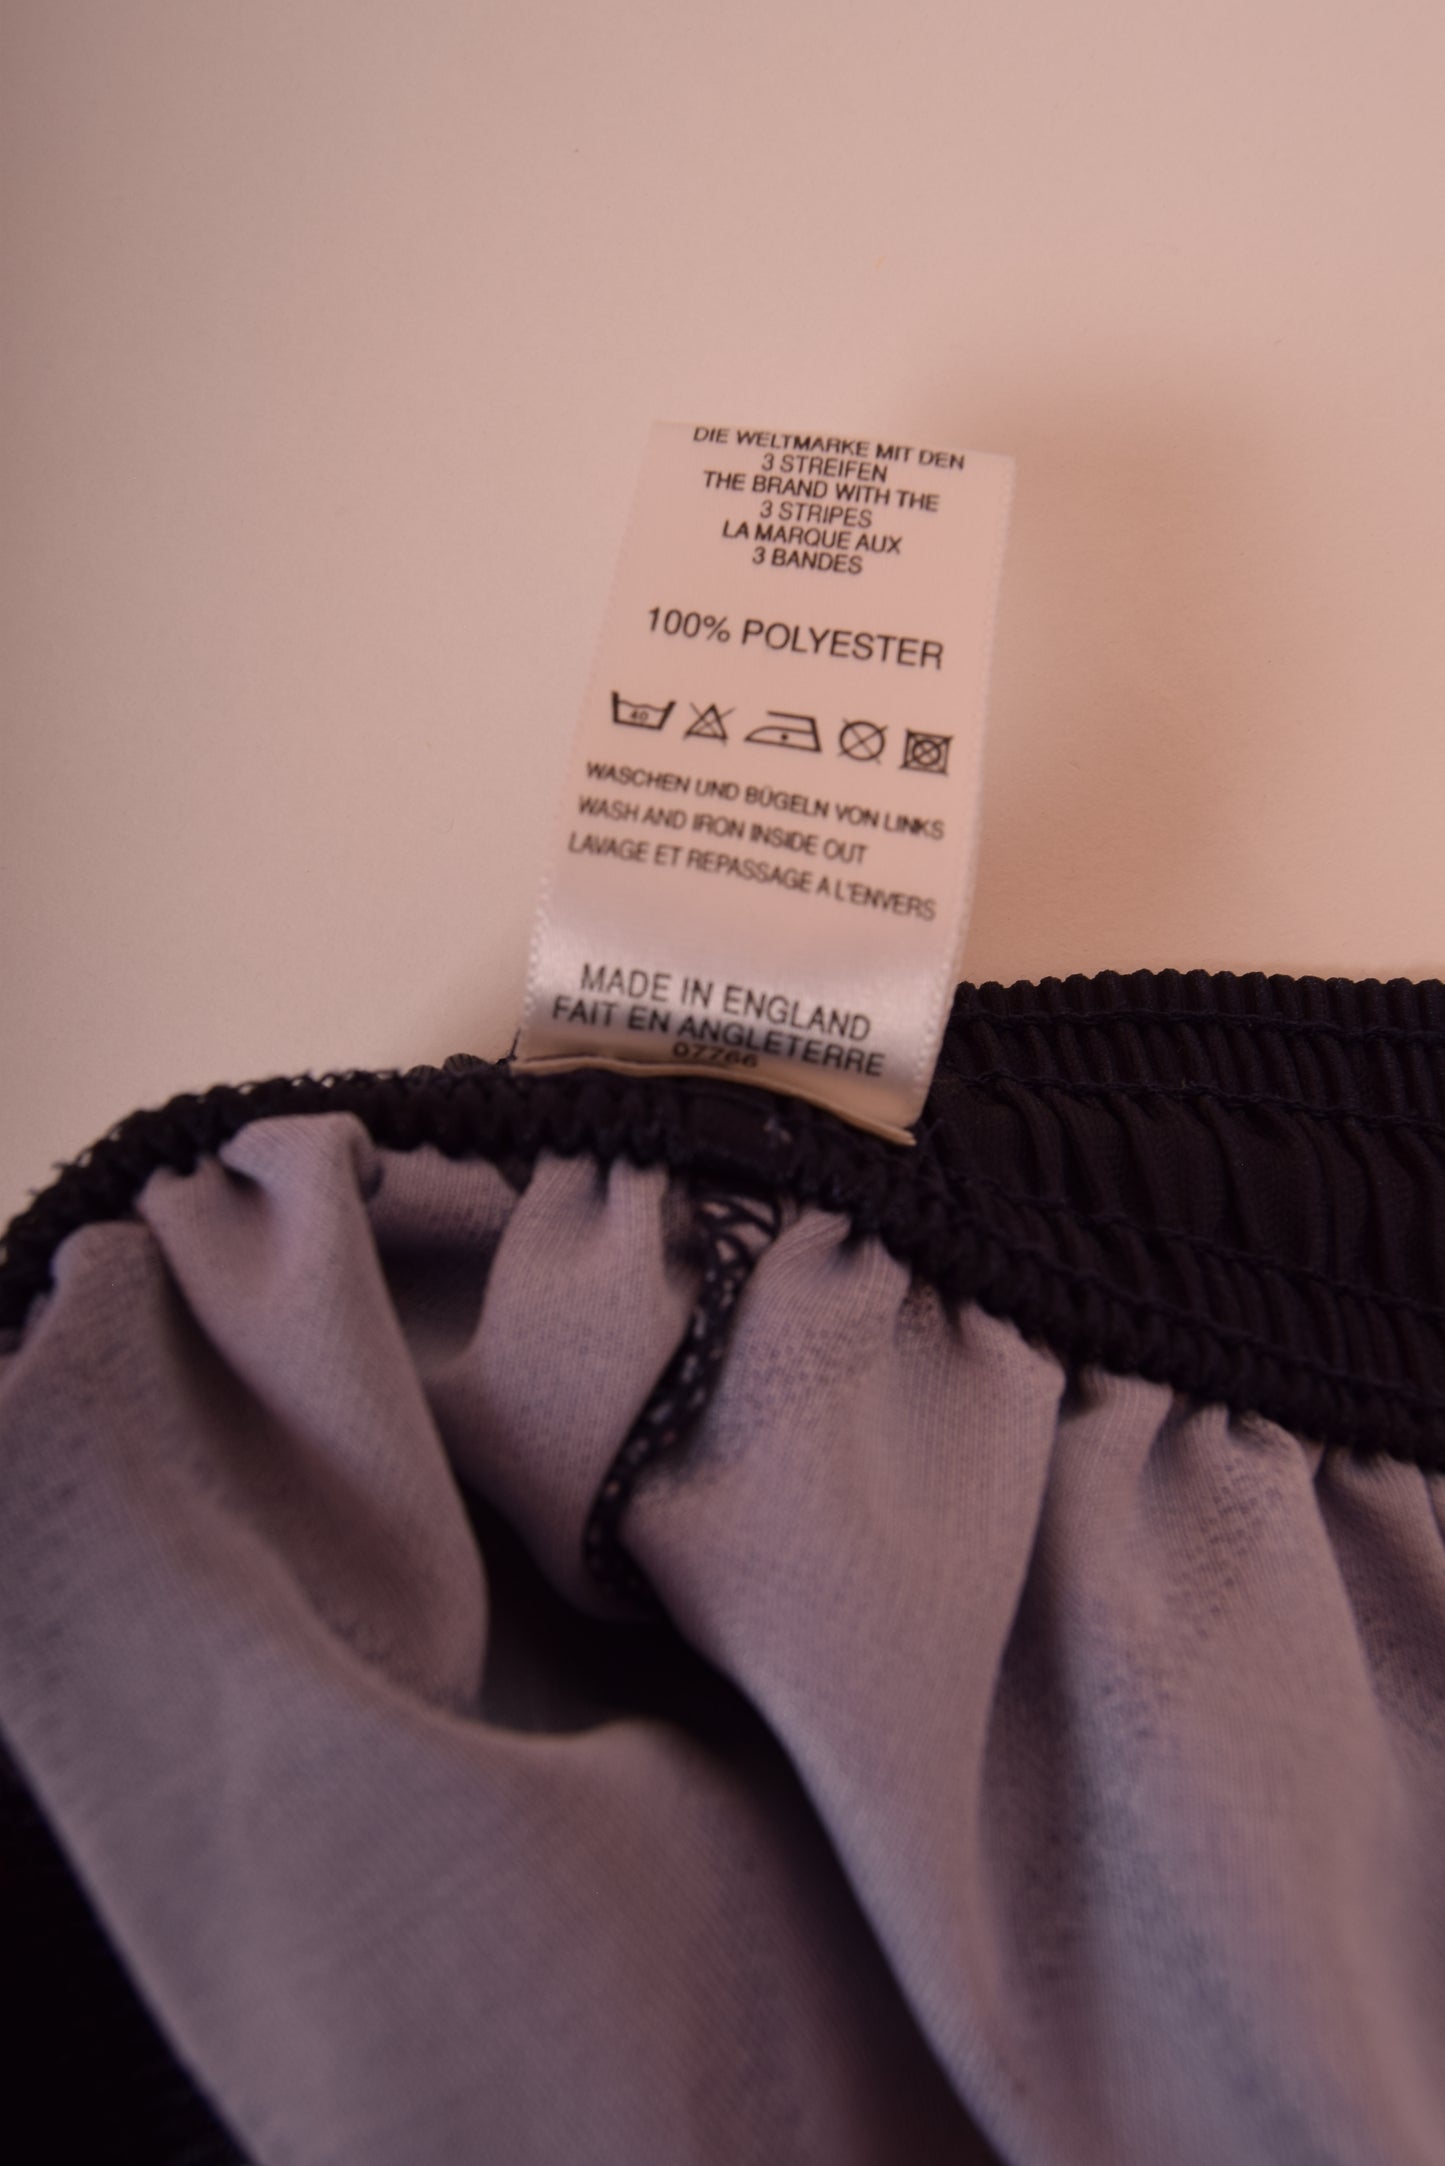 DIE WELTMARKE MIT DEN
3 STREIFEN
THE BRAND WITH THE
3 STRIPES
LA MARQUE AUX
3 BANDES
100% POLYESTER
40
WASCHEN UND BÜGELN VON LINKS
WASH AND IRON INSIDE OUT
LAVAGE ET REPASSAGE A L'ENVERS
MADE IN ENGLAND
FAIT EN ANGLETERRE
07766